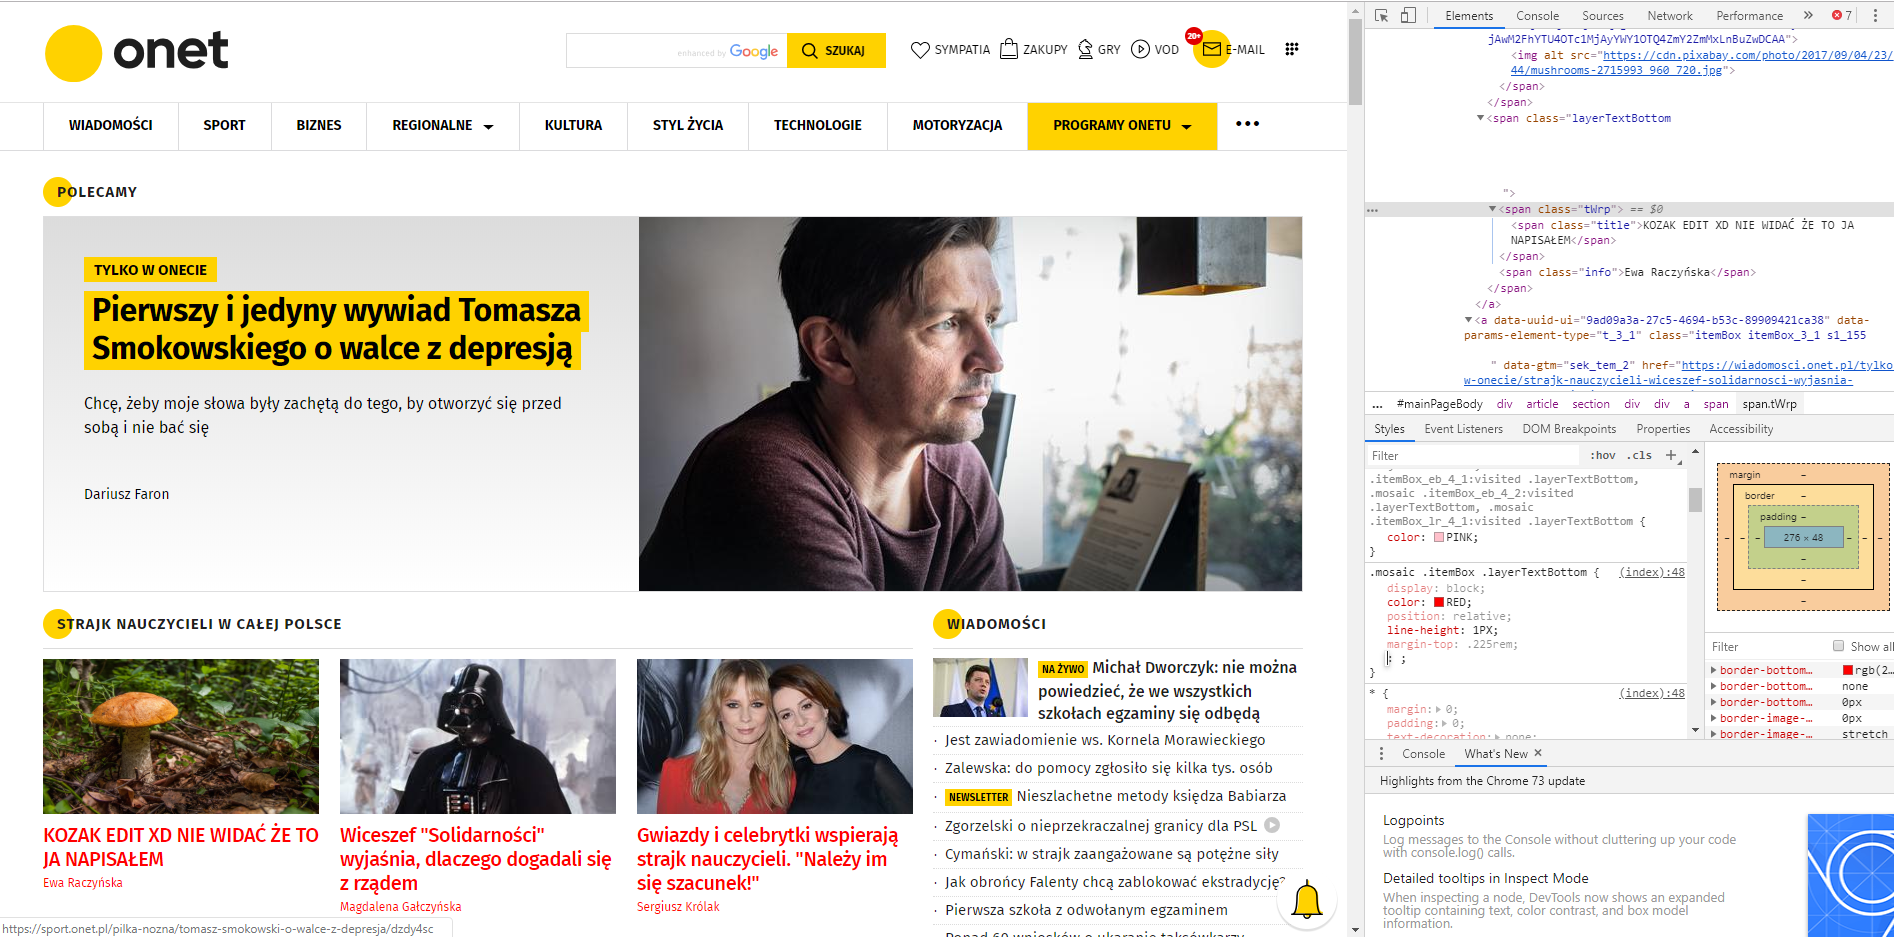 onet
enhanced by Google
SZUKAJ
SYMPATIA
ZAKUPY
GRY
VOD
20+
E-MAIL
WIADOMOŚCI
SPORT
BIZNES
REGIONALNE
KULTURA
STYL ŻYCIA
TECHNOLOGIE
MOTORYZACJA
PROGRAMY ONETU
•••
POLECAMY
TYLKO W ONECIE
Pierwszy i jedyny wywiad Tomasza
Smokowskiego o walce z depresją
Chcę, żeby moje słowa były zachętą do tego, by otworzyć się przed
sobą i nie bać się
Dariusz Faron
STRAJK NAUCZYCIELI W CAŁEJ POLSCE
KOZAK EDIT XD NIE WIDAĆ ŻE TO
JA NAPISAŁEM
Ewa Raczyńska
Wiceszef "Solidarności"
wyjaśnia, dlaczego dogadali się
z rządem
Magdalena Gałczyńska
Gwiazdy i celebrytki wspierają
strajk nauczycieli. "Należy im
się szacunek!"
Sergiusz Królak
WIADOMOŚCI
NA ŻYWO Michał Dworczyk: nie można
powiedzieć, że we wszystkich
szkołach egzaminy się odbędą
· Jest zawiadomienie ws. Kornela Morawieckiego
· Zalewska: do pomocy zgłosiło się kilka tys. osób
· NEWSLETTER Nieszlachetne metody księdza Babiarza
· Zgorzelski o nieprzekraczalnej granicy dla PSL
· Cymański: w strajk zaangażowane są potężne siły
· Jak obrońcy Falenty chcą zablokować ekstradycję?
· Pierwsza szkoła z odwołanym egzaminem
· Ponad 60 wniosków o ukaranie taksówkarzy
https://sport.onet.pl/pilka-nozna/tomasz-smokowski-o-walce-z-depresja/dzdy4sc
Elements
Console
Sources
Network
Performance
»
7
jAwM2FhYTU4OTc1MjAyYWY1OTQ4ZmY2ZmMxLnBuZwDCAA">
<img alt src="https://cdn.pixabay.com/photo/2017/09/04/23/
44/mushrooms-2715993_960_720.jpg">
</span>
</span>
<span class="layerTextBottom
">
... <span class="tWrp"> == $0
<span class="title">KOZAK EDIT XD NIE WIDAĆ ŻE TO JA
NAPISAŁEM</span>
</span>
<span class="info">Ewa Raczyńska</span>
</span>
</a>
<a data-uuid-ui="9ad09a3a-27c5-4694-b53c-89909421ca38" data-
params-element-type="t_3_1" class="itemBox itemBox_3_1 s1_155
" data-gtm="sek_tem_2" href="https://wiadomosci.onet.pl/tylko
w-onecie/strajk-nauczycieli-wiceszef-solidarnosci-wyjasnia-
... #mainPageBody div article section div div a span span.tWrp
Styles
Event Listeners
DOM Breakpoints
Properties
Accessibility
Filter
:hov .cls +
.itemBox_eb_4_1:visited .layerTextBottom,
.mosaic .itemBox_eb_4_2:visited
.layerTextBottom, .mosaic
.itemBox_lr_4_1:visited .layerTextBottom {
color: PINK;
}
.mosaic .itemBox .layerTextBottom { (index):48
display: block;
color: RED;
position: relative;
line-height: 1PX;
margin-top: .225rem;
: ;
}
* { (index):48
margin: 0;
padding: 0;
text-decoration: none;
margin –
border –
padding –
– – – 276 × 48 – – –
–
–
–
Filter
Show all
border-bottom… rgb(2…
border-bottom… none
border-bottom… 0px
border-image-… 0px
border-image-… stretch
Console
What's New ×
Highlights from the Chrome 73 update
Logpoints
Log messages to the Console without cluttering up your code
with console.log() calls.
Detailed tooltips in Inspect Mode
When inspecting a node, DevTools now shows an expanded
tooltip containing text, color contrast, and box model
information.